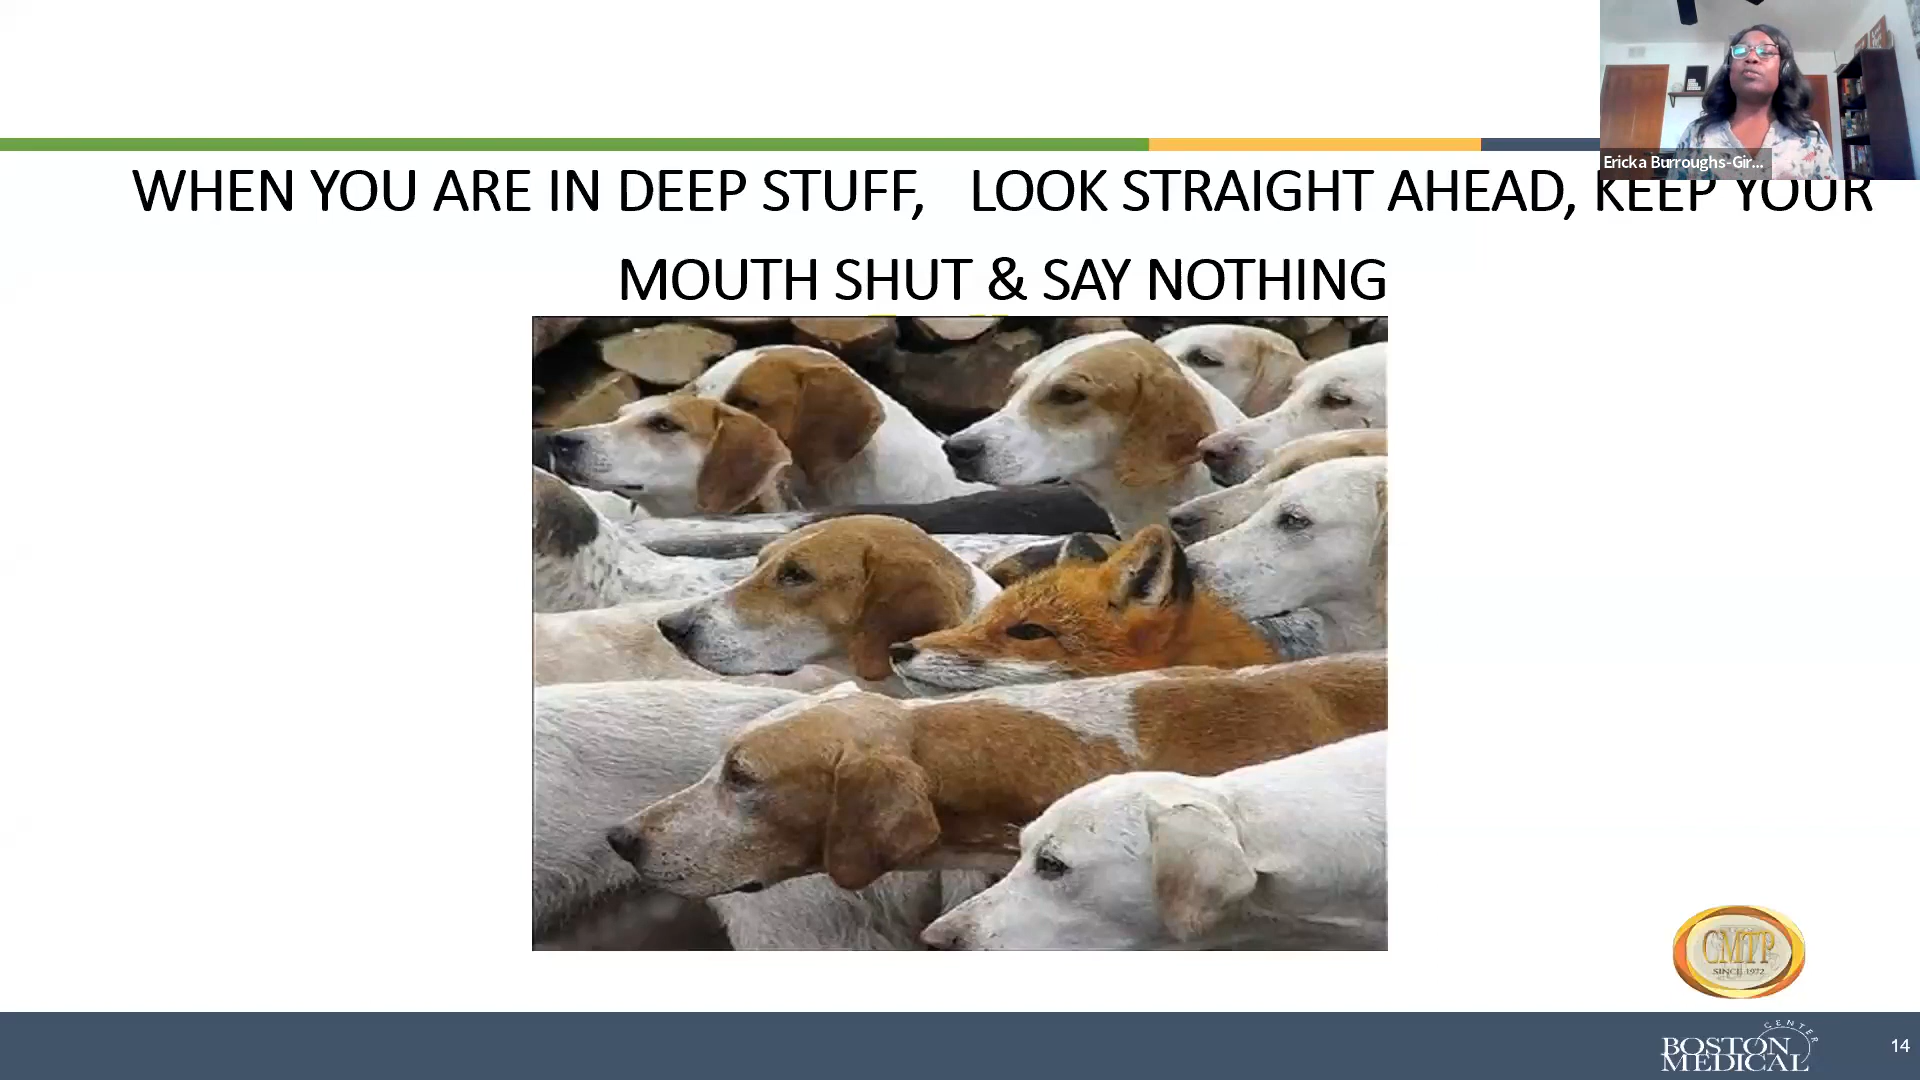 Ericka Burroughs-Gir...
WHEN YOU ARE IN DEEP STUFF, LOOK STRAIGHT AHEAD, KEEP YOUR
MOUTH SHUT & SAY NOTHING
CMTP
SINCE 1972
BOSTON
MEDICAL
CENTER
14